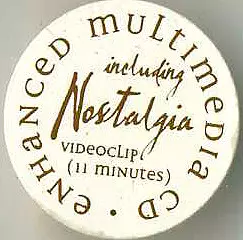 enhanced multimedia CD •
including
Nostalgia
videoclip
(11 minutes)